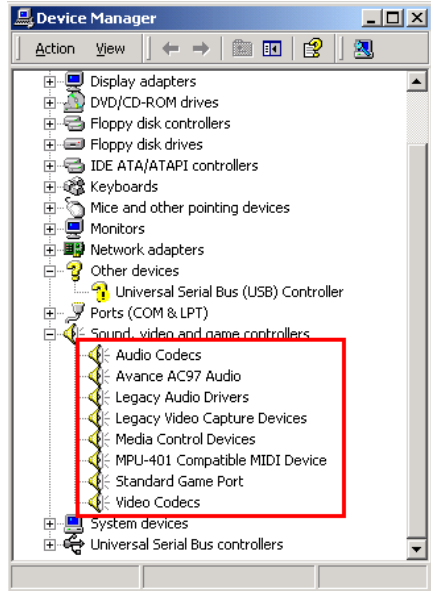 Device Manager
Action View
Display adapters
DVD/CD-ROM drives
Floppy disk controllers
Floppy disk drives
IDE ATA/ATAPI controllers
Keyboards
Mice and other pointing devices
Monitors
Network adapters
Other devices
Universal Serial Bus (USB) Controller
Ports (COM & LPT)
Sound, video and game controllers
Audio Codecs
Avance AC97 Audio
Legacy Audio Drivers
Legacy Video Capture Devices
Media Control Devices
MPU-401 Compatible MIDI Device
Standard Game Port
Video Codecs
System devices
Universal Serial Bus controllers